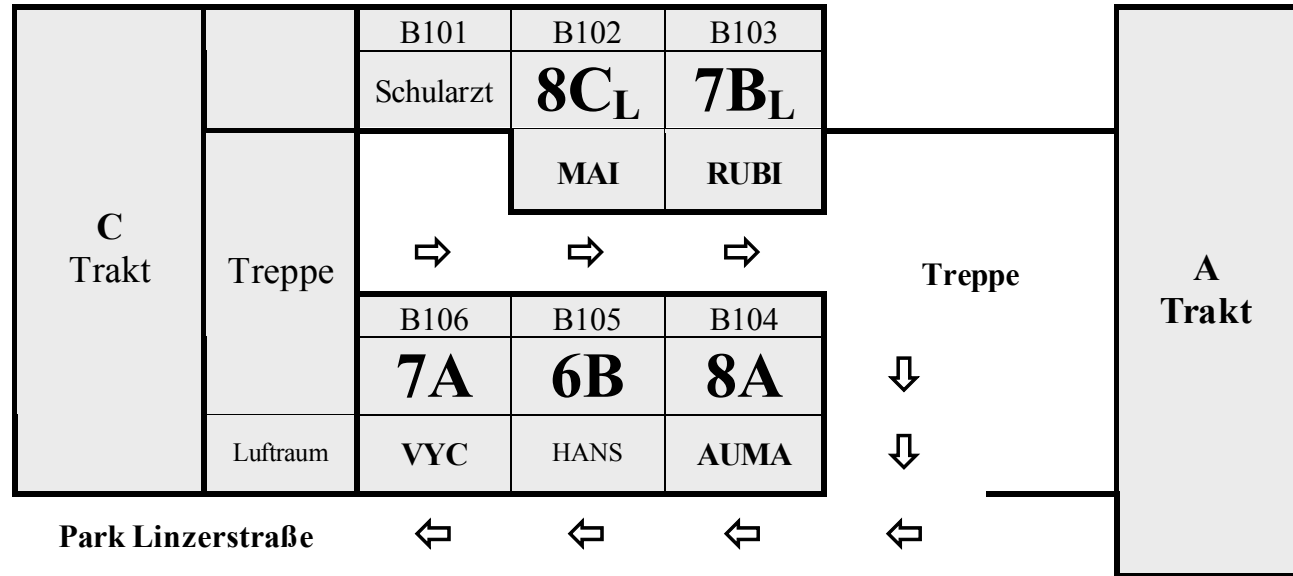 B101 B102 B103
Schularzt 8CL 7BL
MAI RUBI
C
Trakt
Treppe
⇨ ⇨ ⇨
Treppe
A
Trakt
B106 B105 B104
7A 6B 8A
⇩
Luftraum VYC HANS AUMA
⇩
Park Linzerstraße ⇦ ⇦ ⇦ ⇦